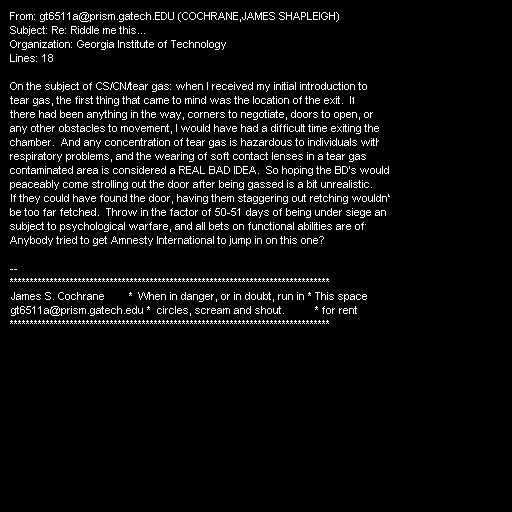 From: gt6511a@prism.gatech.EDU (COCHRANE,JAMES SHAPLEIGH)
Subject: Re: Riddle me this...
Organization: Georgia Institute of Technology
Lines: 18

On the subject of CS/CN/tear gas: when I received my initial introduction to
tear gas, the first thing that came to mind was the location of the exit.  It
there had been anything in the way, corners to negotiate, doors to open, or
any other obstacles to movement, I would have had a difficult time exiting the
chamber.  And any concentration of tear gas is hazardous to individuals with
respiratory problems, and the wearing of soft contact lenses in a tear gas
contaminated area is considered a REAL BAD IDEA.  So hoping the BD's would
peaceably come strolling out the door after being gassed is a bit unrealistic.
If they could have found the door, having them staggering out retching wouldn'
be too far fetched.  Throw in the factor of 50-51 days of being under siege an
subject to psychological warfare, and all bets on functional abilities are of
Anybody tried to get Amnesty International to jump in on this one?

--
********************************************************************************
James S. Cochrane        *  When in danger, or in doubt, run in * This space
gt6511a@prism.gatech.edu *  circles, scream and shout.          * for rent
********************************************************************************